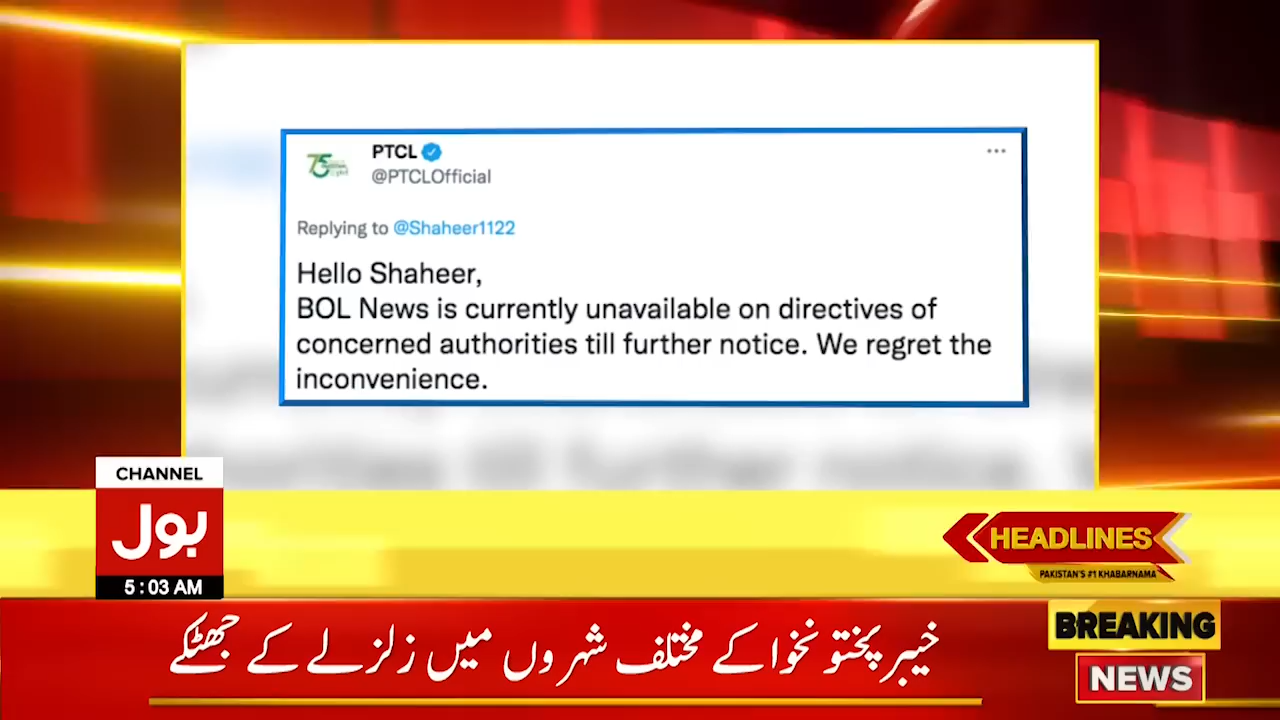 PTCL
@PTCLOfficial
Replying to @Shaheer1122
Hello Shaheer,
BOL News is currently unavailable on directives of
concerned authorities till further notice. We regret the
inconvenience.
CHANNEL
بول
5:03 AM
HEADLINES
PAKISTAN'S #1 KHABARNAMA
خیبر پختونخوا کے مختلف شہروں میں زلزلے کے جھٹکے
BREAKING
NEWS